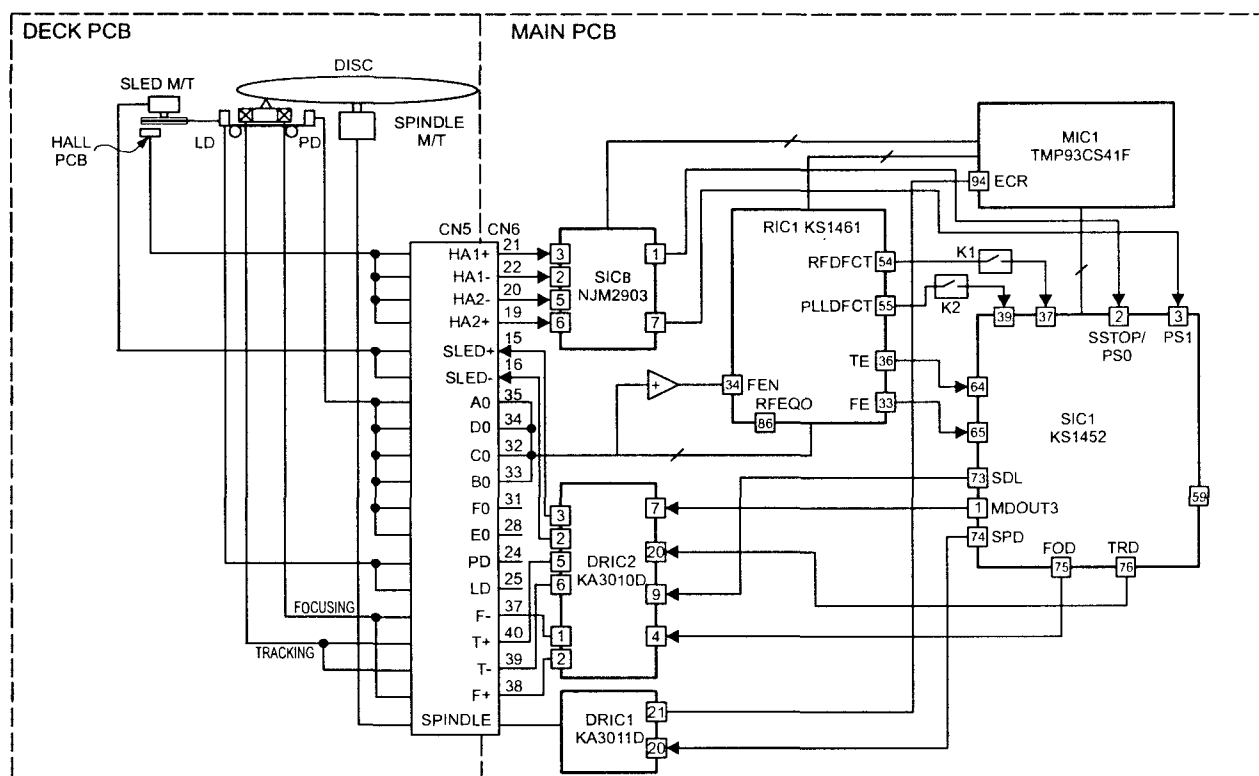 DECK PCB
MAIN PCB
DISC
SLED M/T
SPINDLE
M/T
HALL
PCB
LD
PD
MIC1
TMP93CS41F
94 ECR
CN5 CN6
HA1+ 21
HA1- 22
HA2- 20
HA2+ 19
SLED+ 15
SLED- 16
A0 35
D0 34
C0 32
B0 33
F0 31
E0 28
PD 24
LD 25
F- 37
T+ 40
T- 39
F+ 38
SPINDLE
FOCUSING
TRACKING
3 1
2
5
6 7
SIC8
NJM2903
RIC1 KS1461
RFDFCT 54
PLLDFCT 55
TE 36
FE 33
34 FEN
RFEQO
86
+
K1
K2
39 37 2 3
SSTOP/
PS0
PS1
64
65
SIC1
KS1452
73 SDL
1 MDOUT3
74 SPD
59
FOD TRD
75 76
3 7
2
5 20
6 9
1 4
2
DRIC2
KA3010D
DRIC1
KA3011D
21
20